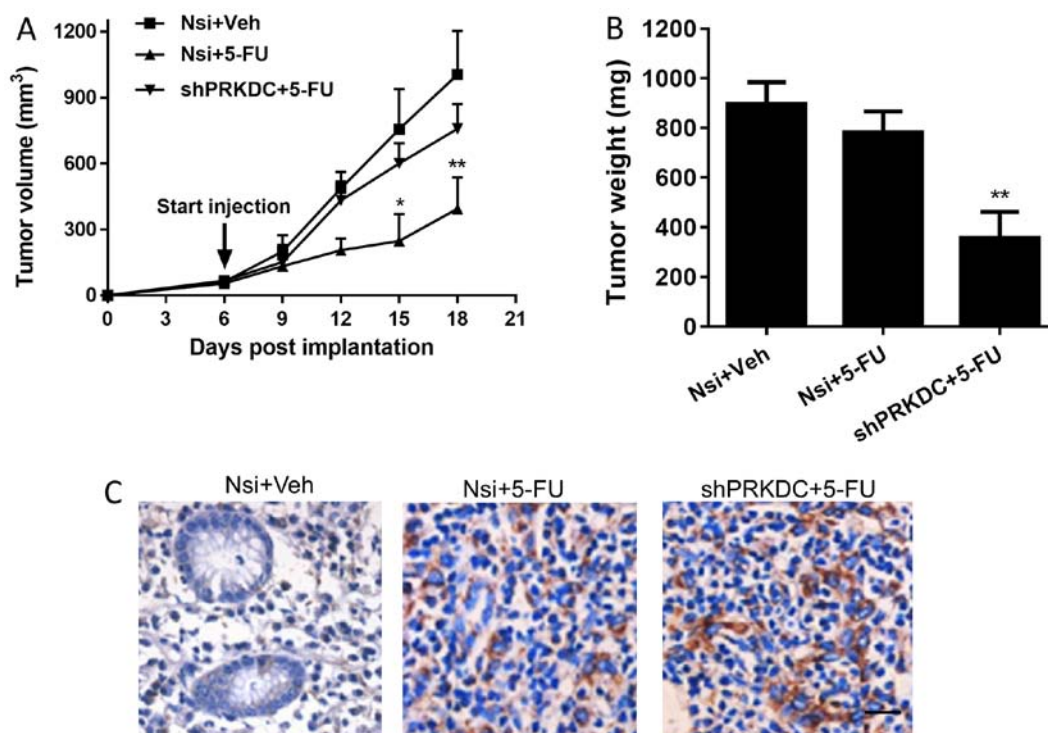 A
Nsi+Veh
Nsi+5-FU
shPRKDC+5-FU
Tumor volume (mm³)
1200
900
600
300
0
Start injection
*
**
0 3 6 9 12 15 18 21
Days post implantation
B
Tumor weight (mg)
1000
800
600
400
200
0
**
Nsi+Veh
Nsi+5-FU
shPRKDC+5-FU
C
Nsi+Veh
Nsi+5-FU
shPRKDC+5-FU